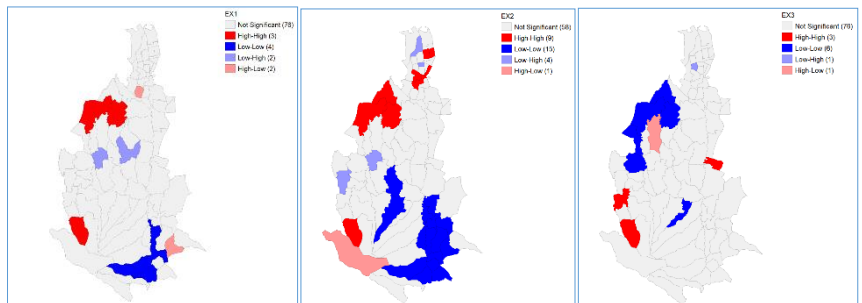 EX1
Not Significant (78)
High-High (3)
Low-Low (4)
Low-High (2)
High-Low (2)
EX2
Not Significant (58)
High High (9)
Low-Low (13)
Low High (4)
High-Low (1)
EX3
Not Significant (76)
High-High (3)
Low-Low (6)
Low-High (1)
High-Low (1)